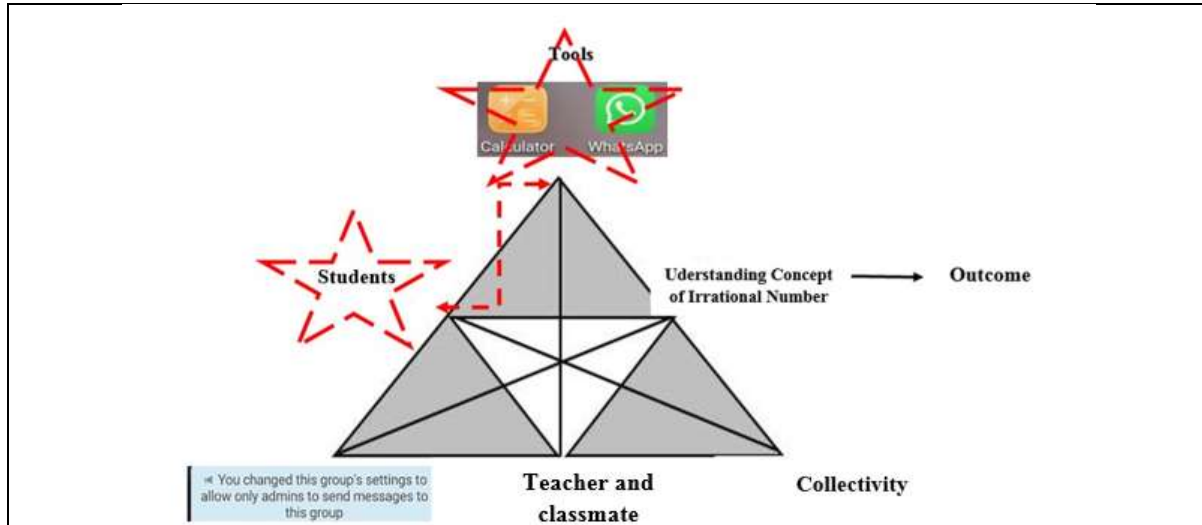 Tools
Calculator
WhatsApp
Students
Uderstanding Concept
of Irrational Number
Outcome
You changed this group's settings to
allow only admins to send messages to
this group
Teacher and
classmate
Collectivity